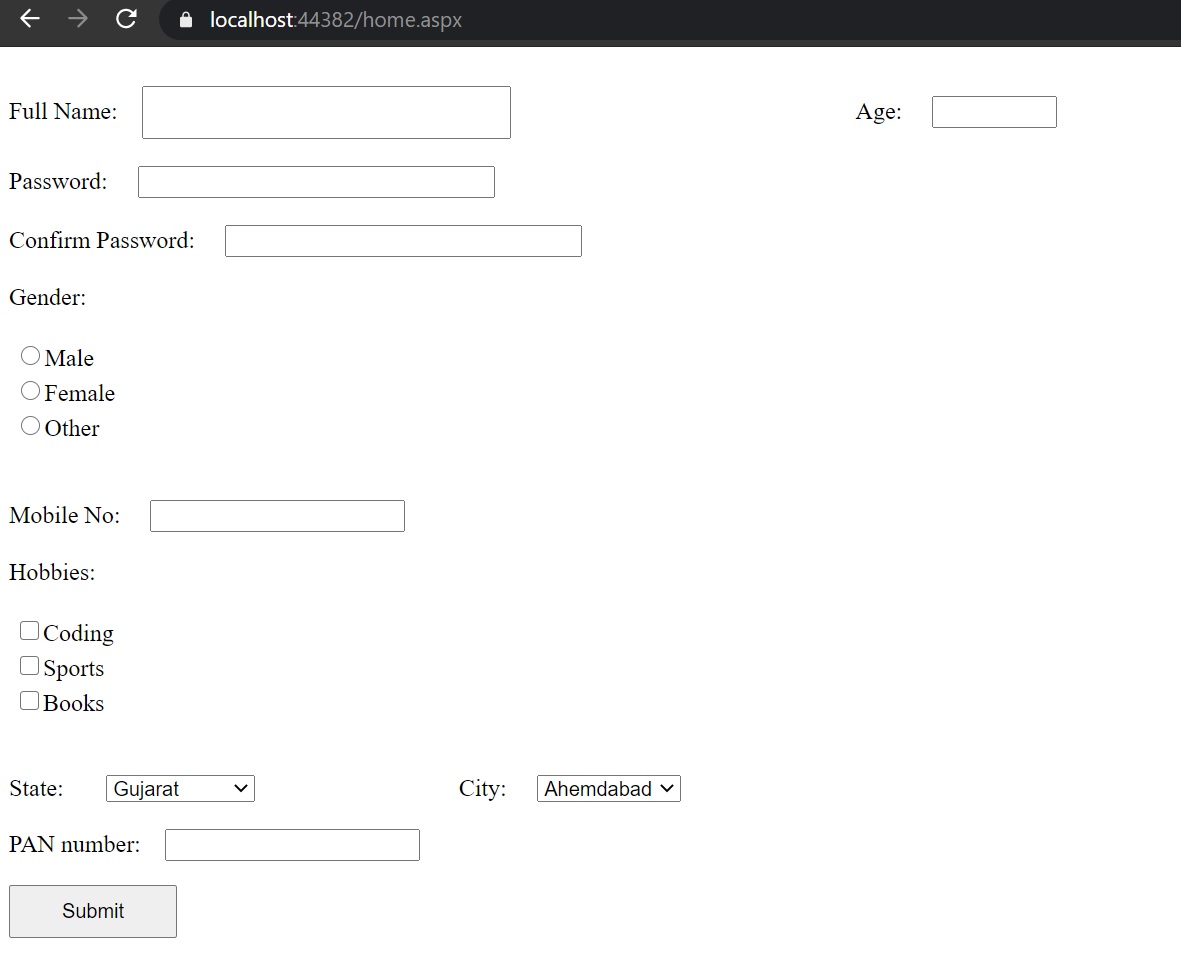 localhost:44382/home.aspx
Full Name: Age:
Password:
Confirm Password:
Gender:
Male
Female
Other
Mobile No:
Hobbies:
Coding
Sports
Books
State: Gujarat City: Ahemdabad
PAN number:
Submit